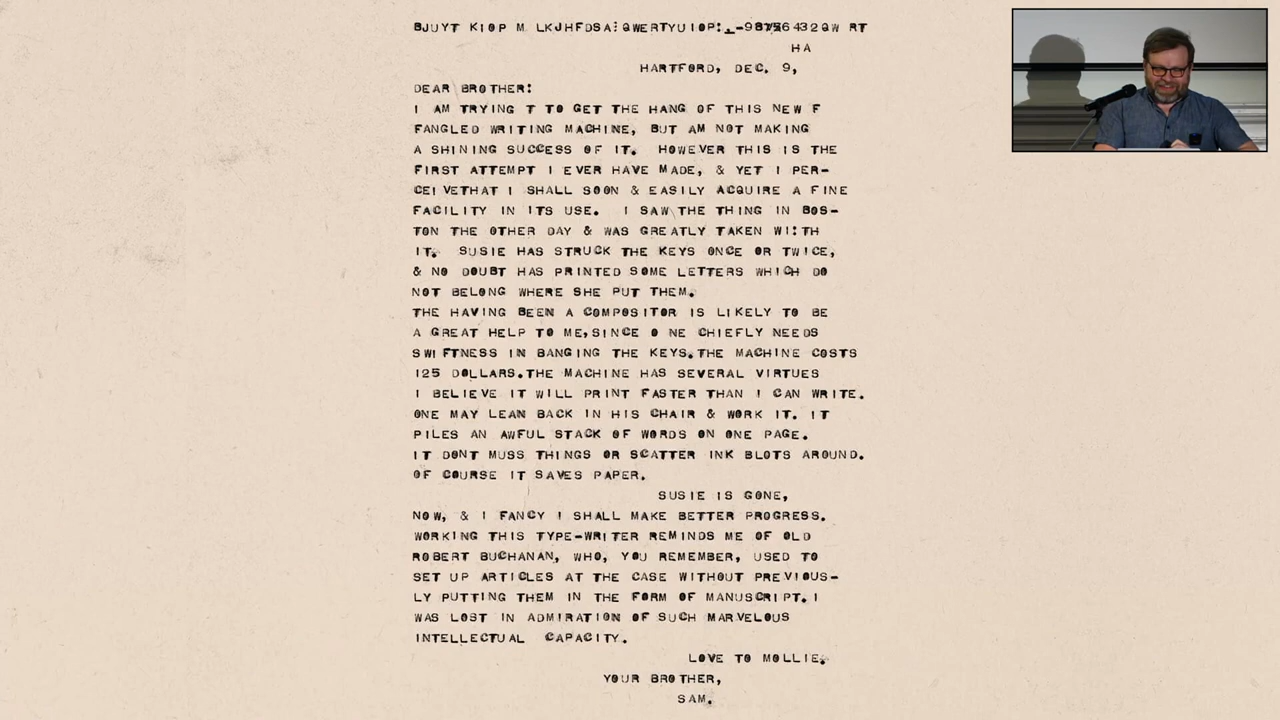 BJUYT KIOP M LKJHFDSA:QWERTYUIOP:_-98756432QW RT
HA
HARTFORD, DEC. 9,
DEAR BROTHER:
I AM TRYING T TO GET THE HANG OF THIS NEW F
FANGLED WRITING MACHINE, BUT AM NOT MAKING
A SHINING SUCCESS OF IT. HOWEVER THIS IS THE
FIRST ATTEMPT I EVER HAVE MADE, & YET I PER-
CEIVETHAT I SHALL SOON & EASILY ACQUIRE A FINE
FACILITY IN ITS USE. I SAW THE THING IN BOS-
TON THE OTHER DAY & WAS GREATLY TAKEN WI:TH
IT. SUSIE HAS STRUCK THE KEYS ONCE OR TWICE,
& NO DOUBT HAS PRINTED SOME LETTERS WHICH DO
NOT BELONG WHERE SHE PUT THEM.
THE HAVING BEEN A COMPOSITOR IS LIKELY TO BE
A GREAT HELP TO ME,SINCE O NE CHIEFLY NEEDS
SWIFTNESS IN BANGING THE KEYS.THE MACHINE COSTS
125 DOLLARS.THE MACHINE HAS SEVERAL VIRTUES
I BELIEVE IT WILL PRINT FASTER THAN I CAN WRITE.
ONE MAY LEAN BACK IN HIS CHAIR & WORK IT. IT
PILES AN AWFUL STACK OF WORDS ON ONE PAGE.
IT DONT MUSS THINGS OR SCATTER INK BLOTS AROUND.
OF COURSE IT SAVES PAPER.
SUSIE IS GONE,
NOW, & I FANCY I SHALL MAKE BETTER PROGRESS.
WORKING THIS TYPE-WRITER REMINDS ME OF OLD
ROBERT BUCHANAN, WHO, YOU REMEMBER, USED TO
SET UP ARTICLES AT THE CASE WITHOUT PREVIOUS-
LY PUTTING THEM IN THE FORM OF MANUSCRIPT. I
WAS LOST IN ADMIRATION OF SUCH MARVELOUS
INTELLECTUAL CAPACITY.
LOVE TO MOLLIE.
YOUR BROTHER,
SAM.